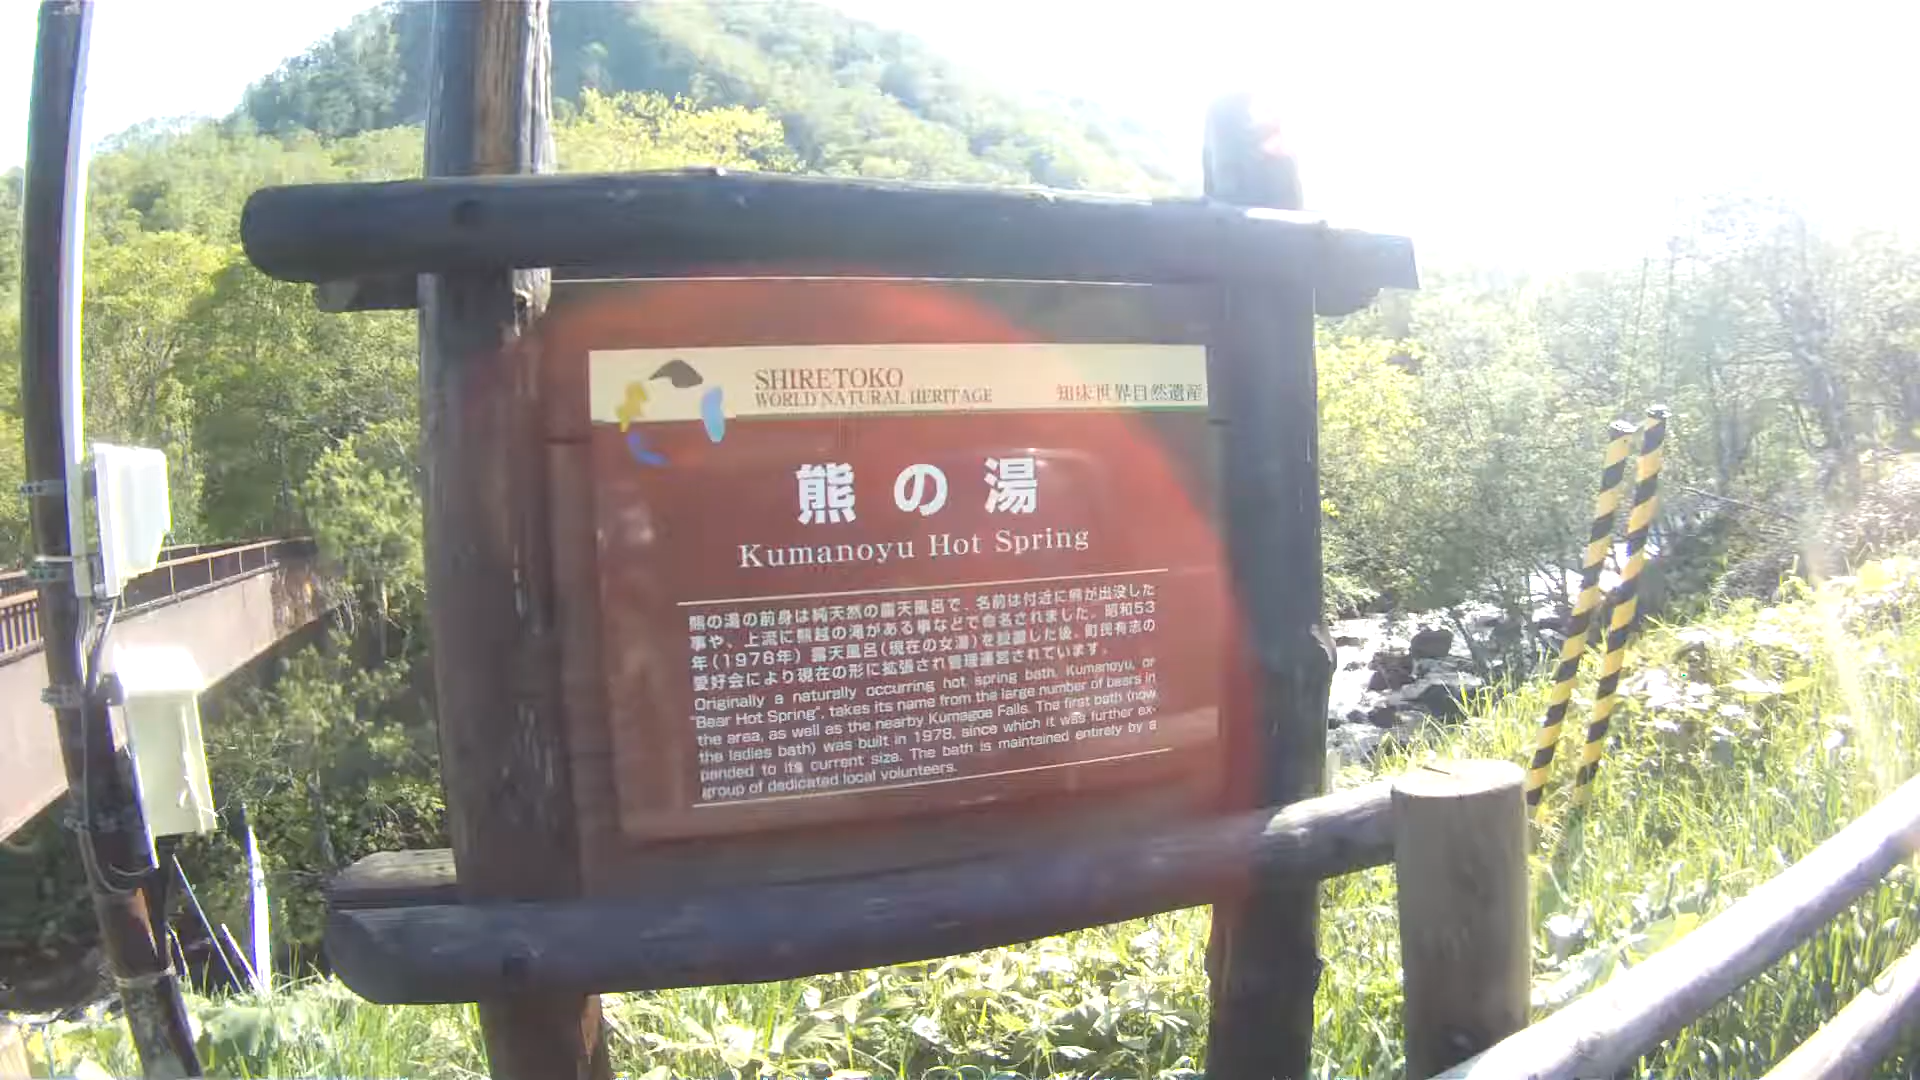 SHIRETOKO
WORLD NATURAL HERITAGE
知床世界自然遺産
熊の湯
Kumanoyu Hot Spring
熊の湯の前身は純天然の露天風呂で、名前は付近に熊が出没した
事や、上流に熊越の滝がある事などで命名されました。昭和53
年(1978年)露天風呂(現在の女湯)を設置した後、町民有志の
愛好会により現在の形に拡張され管理運営されています。
Originally a naturally occurring hot spring bath, Kumanoyu, or
"Bear Hot Spring", takes its name from the large number of bears in
the area, as well as the nearby Kumagoe Falls. The first bath (now
the ladies bath) was built in 1978, since which it was further ex-
panded to its current size. The bath is maintained entirely by a
group of dedicated local volunteers.